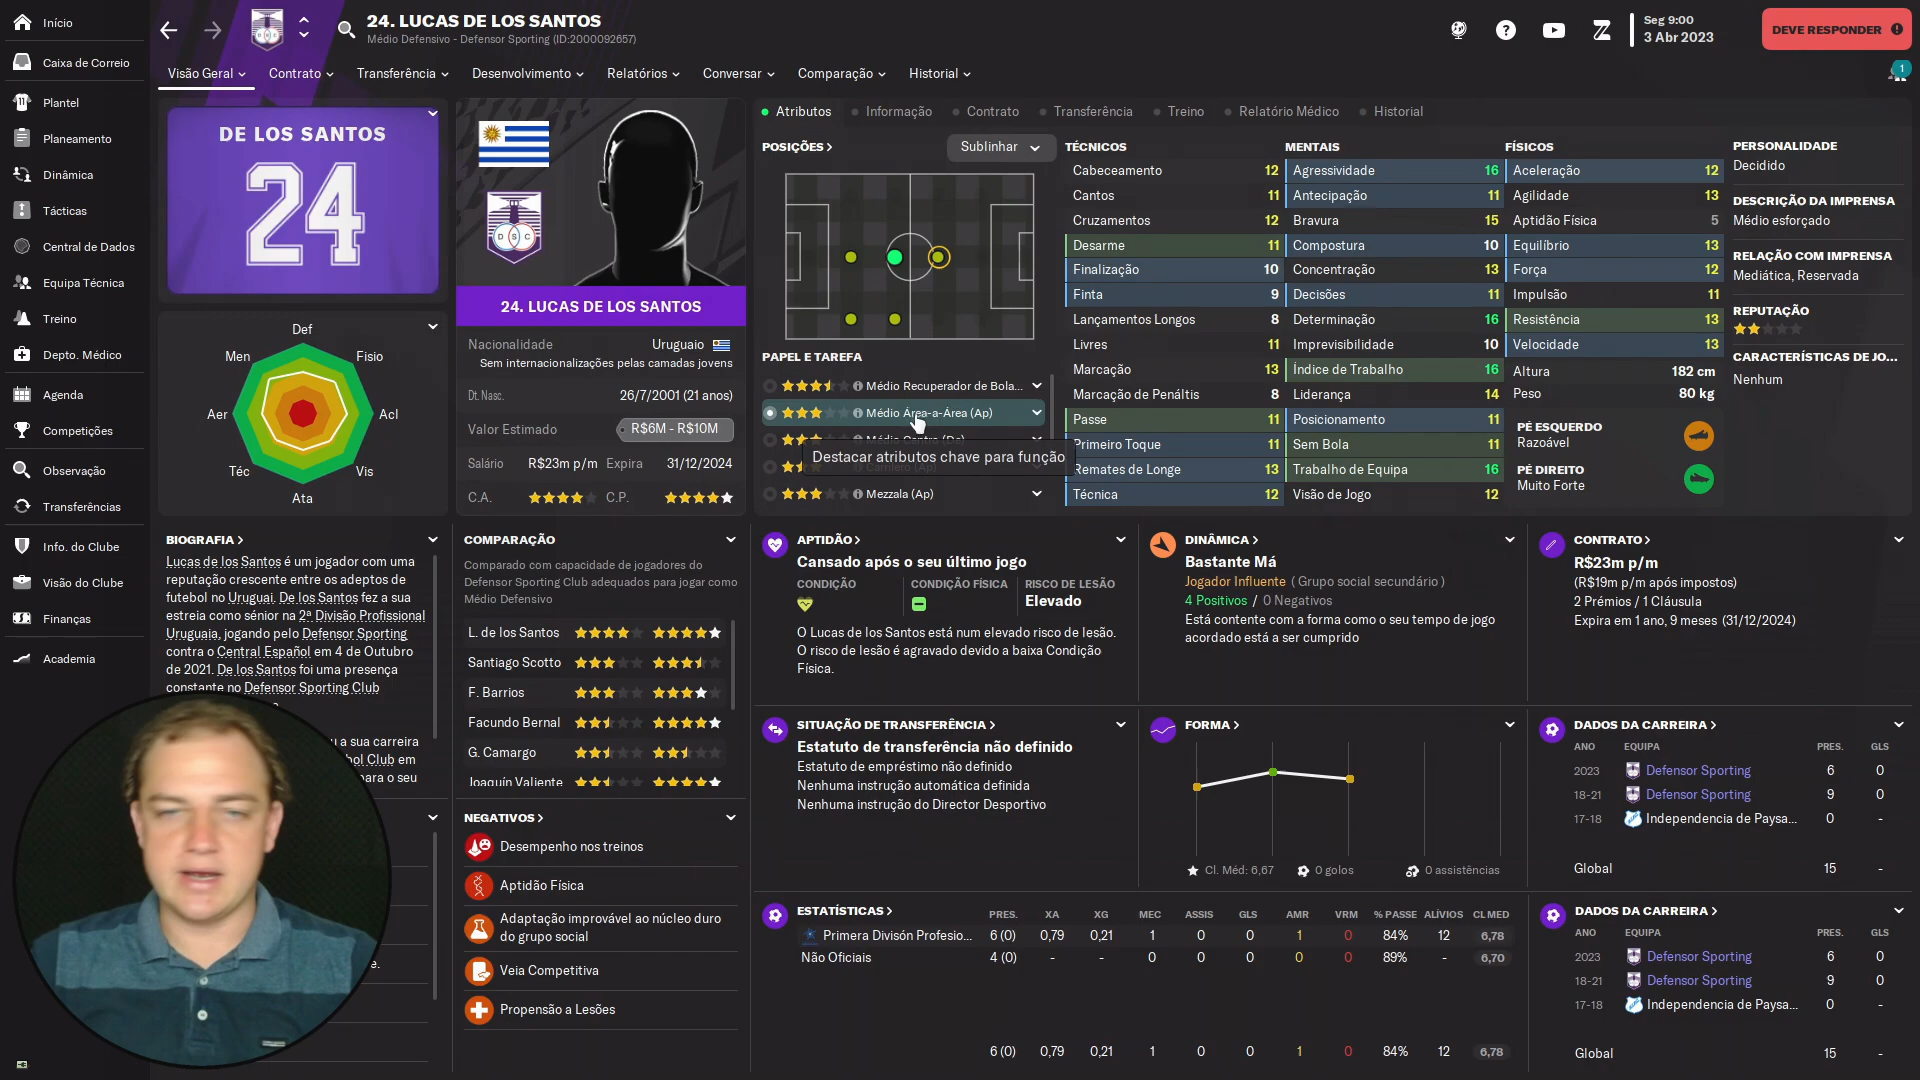 Início
Caixa de Correio
Plantel
Planeamento
Dinâmica
Tácticas
Central de Dados
Equipa Técnica
Treino
Depto. Médico
Agenda
Competições
Observação
Transferências
Info. do Clube
Visão do Clube
Finanças
Academia
24. LUCAS DE LOS SANTOS
Médio Defensivo - Defensor Sporting (ID:2000092657)
Seg 9:00
3 Abr 2023
DEVE RESPONDER
1
Visão Geral
Contrato
Transferência
Desenvolvimento
Relatórios
Conversar
Comparação
Historial
DE LOS SANTOS
24
Def
Men
Fisio
Aer
Acl
Téc
Vis
Ata
24. LUCAS DE LOS SANTOS
Nacionalidade Uruguaio
Sem internacionalizações pelas camadas jovens
Dt. Nasc. 26/7/2001 (21 anos)
Valor Estimado R$6M - R$10M
Salário R$23m p/m Expira 31/12/2024
C.A. C.P.
Atributos
Informação
Contrato
Transferência
Treino
Relatório Médico
Historial
POSIÇÕES
Sublinhar
PAPEL E TAREFA
Médio Recuperador de Bola...
Médio Área-a-Área (Ap)
Destacar atributos chave para função
Mezzala (Ap)
TÉCNICOS
Cabeceamento 12
Cantos 11
Cruzamentos 12
Desarme 11
Finalização 10
Finta 9
Lançamentos Longos 8
Livres 11
Marcação 13
Marcação de Penáltis 8
Passe 11
Primeiro Toque 11
Remates de Longe 13
Técnica 12
MENTAIS
Agressividade 16
Antecipação 11
Bravura 15
Compostura 10
Concentração 13
Decisões 11
Determinação 16
Imprevisibilidade 10
Índice de Trabalho 16
Liderança 14
Posicionamento 11
Sem Bola 11
Trabalho de Equipa 16
Visão de Jogo 12
FÍSICOS
Aceleração 12
Agilidade 13
Aptidão Física 5
Equilíbrio 13
Força 12
Impulsão 11
Resistência 13
Velocidade 13
Altura 182 cm
Peso 80 kg
PÉ ESQUERDO
Razoável
PÉ DIREITO
Muito Forte
PERSONALIDADE
Decidido
DESCRIÇÃO DA IMPRENSA
Médio esforçado
RELAÇÃO COM IMPRENSA
Mediática, Reservada
REPUTAÇÃO
CARACTERÍSTICAS DE JO...
Nenhum
BIOGRAFIA
Lucas de los Santos é um jogador com uma
reputação crescente entre os adeptos de
futebol no Uruguai. De los Santos fez a sua
estreia como sénior na 2ª Divisão Profissional
Uruguaia, jogando pelo Defensor Sporting
contra o Central Español em 4 de Outubro
de 2021. De los Santos foi uma presença
constante no Defensor Sporting Club
a sua carreira
Club em
para o seu
COMPARAÇÃO
Comparado com capacidade de jogadores do
Defensor Sporting Club adequados para jogar como
Médio Defensivo
L. de los Santos
Santiago Scotto
F. Barrios
Facundo Bernal
G. Camargo
Joaquín Valiente
NEGATIVOS
Desempenho nos treinos
Aptidão Física
Adaptação improvável ao núcleo duro
do grupo social
Veia Competitiva
Propensão a Lesões
APTIDÃO
Cansado após o seu último jogo
CONDIÇÃO CONDIÇÃO FÍSICA RISCO DE LESÃO
Elevado
O Lucas de los Santos está num elevado risco de lesão.
O risco de lesão é agravado devido a baixa Condição
Física.
DINÂMICA
Bastante Má
Jogador Influente ( Grupo social secundário )
4 Positivos / 0 Negativos
Está contente com a forma como o seu tempo de jogo
acordado está a ser cumprido
CONTRATO
R$23m p/m
(R$19m p/m após impostos)
2 Prémios / 1 Cláusula
Expira em 1 ano, 9 meses (31/12/2024)
SITUAÇÃO DE TRANSFERÊNCIA
Estatuto de transferência não definido
Estatuto de empréstimo não definido
Nenhuma instrução automática definida
Nenhuma instrução do Director Desportivo
FORMA
Cl. Méd: 6,67 0 golos 0 assistências
DADOS DA CARREIRA
ANO EQUIPA PRES. GLS
2023 Defensor Sporting 6 0
18-21 Defensor Sporting 9 0
17-18 Independencia de Paysa... 0 -
Global 15 -
ESTATÍSTICAS PRES. XA XG MEC ASSIS GLS AMR VRM % PASSE ALÍVIOS CL MED
Primera Divisón Profesio... 6 (0) 0,79 0,21 1 0 0 1 0 84% 12 6,78
Não Oficiais 4 (0) - - 0 0 0 0 0 89% - 6,70
6 (0) 0,79 0,21 1 0 0 1 0 84% 12 6,78
DADOS DA CARREIRA
ANO EQUIPA PRES. GLS
2023 Defensor Sporting 6 0
18-21 Defensor Sporting 9 0
17-18 Independencia de Paysa... 0 -
Global 15 -